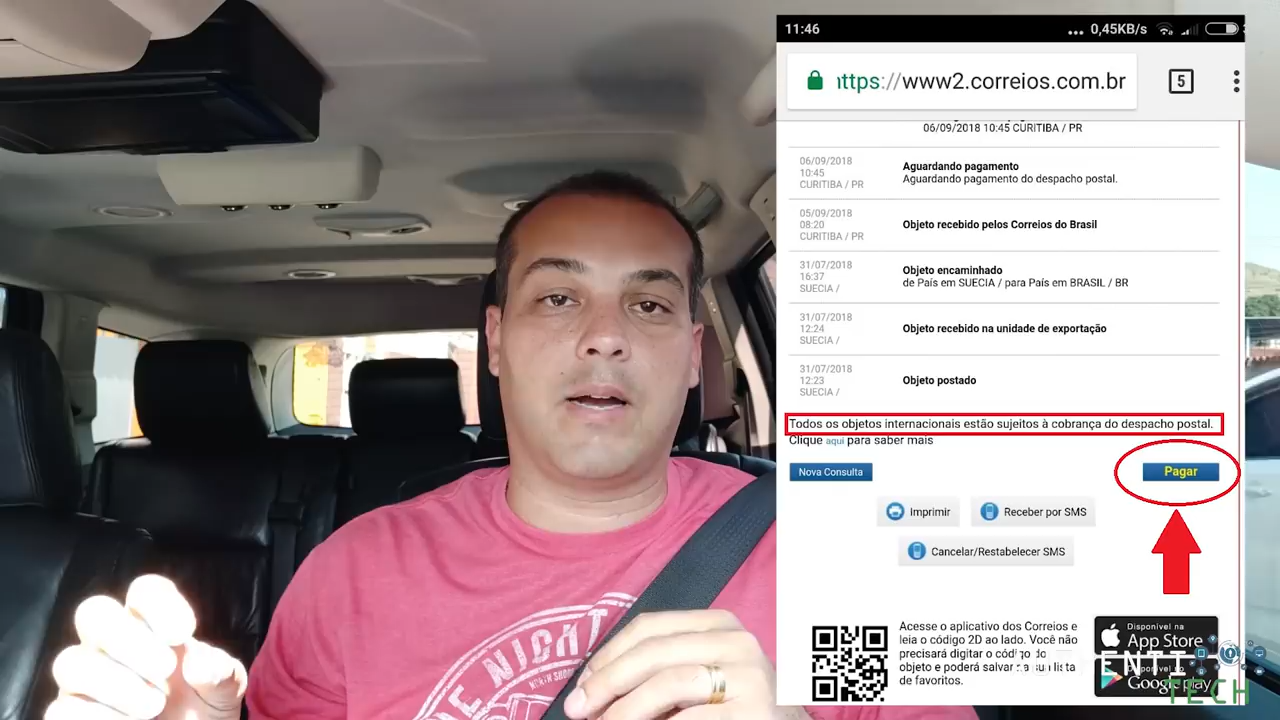 11:46
0,45KB/s
ttps://www2.correios.com.br
5
06/09/2018 10:45 CURITIBA / PR
06/09/2018
10:45
CURITIBA / PR
Aguardando pagamento
Aguardando pagamento do despacho postal.
05/09/2018
08:20
CURITIBA / PR
Objeto recebido pelos Correios do Brasil
31/07/2018
16:37
SUECIA /
Objeto encaminhado
de País em SUECIA / para País em BRASIL / BR
31/07/2018
12:24
SUECIA /
Objeto recebido na unidade de exportação
31/07/2018
12:23
SUECIA /
Objeto postado
Todos os objetos internacionais estão sujeitos à cobrança do despacho postal.
Clique aqui para saber mais
Nova Consulta
Pagar
Imprimir
Receber por SMS
Cancelar/Restabelecer SMS
Acesse o aplicativo dos Correios e
leia o código 2D ao lado. Você não
precisará digitar o código do
objeto e poderá salvar a sua lista
de favoritos.
Disponível na
App Store
Disponível no
Google play
TECH